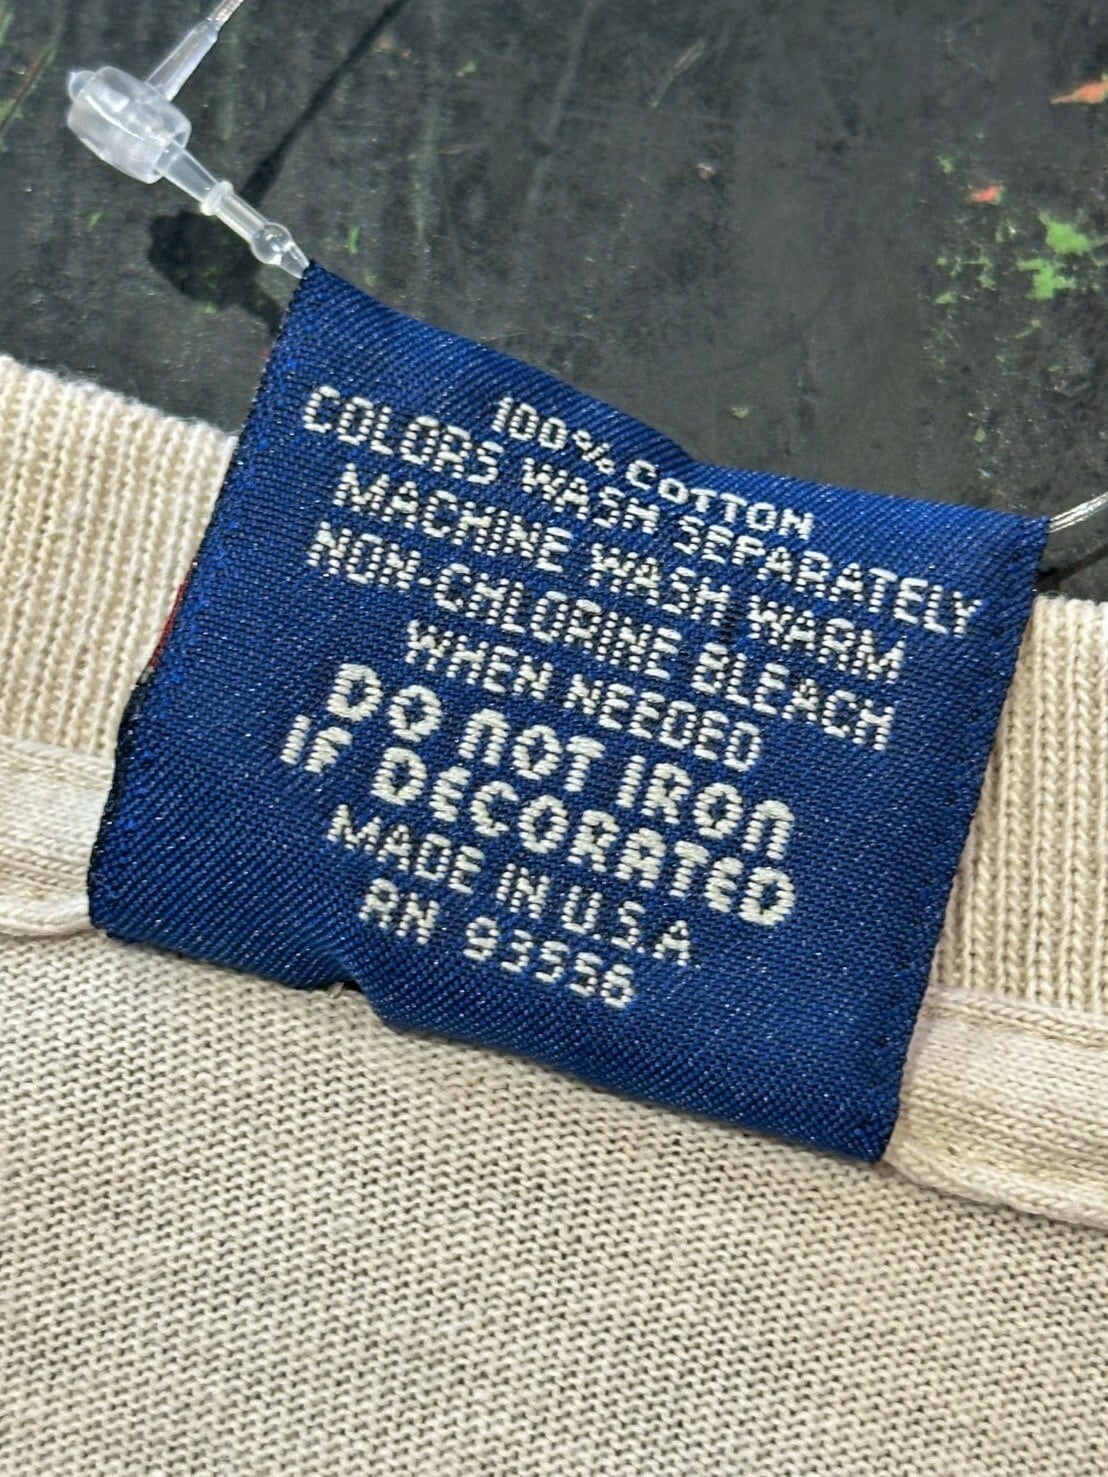 100% COTTON
COLORS WASH SEPARATELY
MACHINE WASH WARM
NON-CHLORINE BLEACH
WHEN NEEDED
DO NOT IRON
IF DECORATED
MADE IN U.S.A
RN 93556